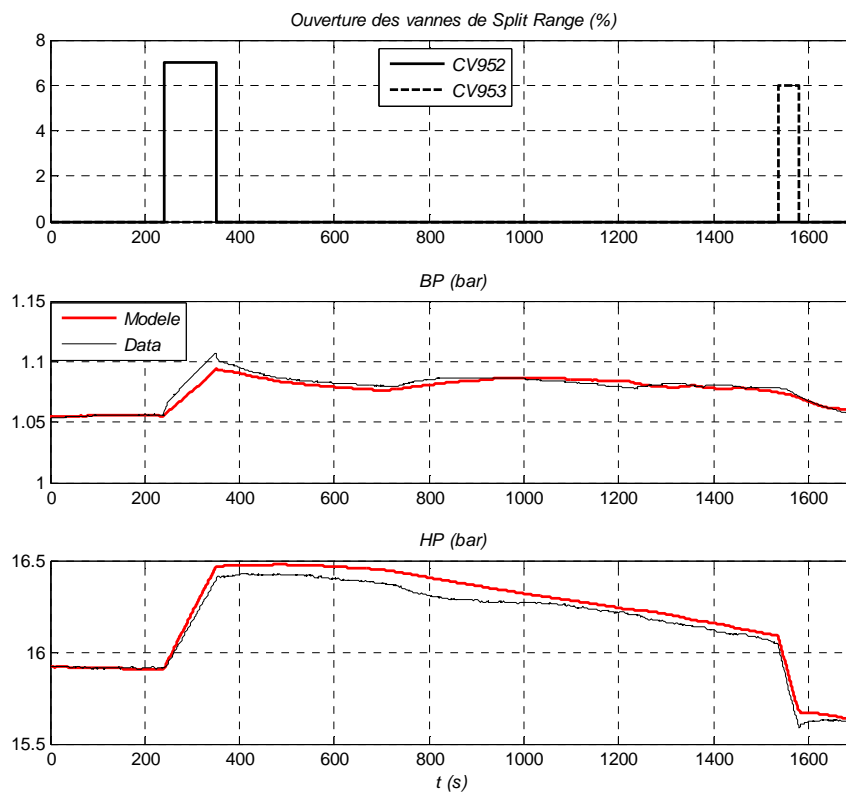 Ouverture des vannes de Split Range (%)
8
6
4
2
0
CV952
CV953
0 200 400 600 800 1000 1200 1400 1600
BP (bar)
1.15
1.1
1.05
1
Modele
Data
0 200 400 600 800 1000 1200 1400 1600
HP (bar)
16.5
16
15.5
0 200 400 600 800 1000 1200 1400 1600
t (s)